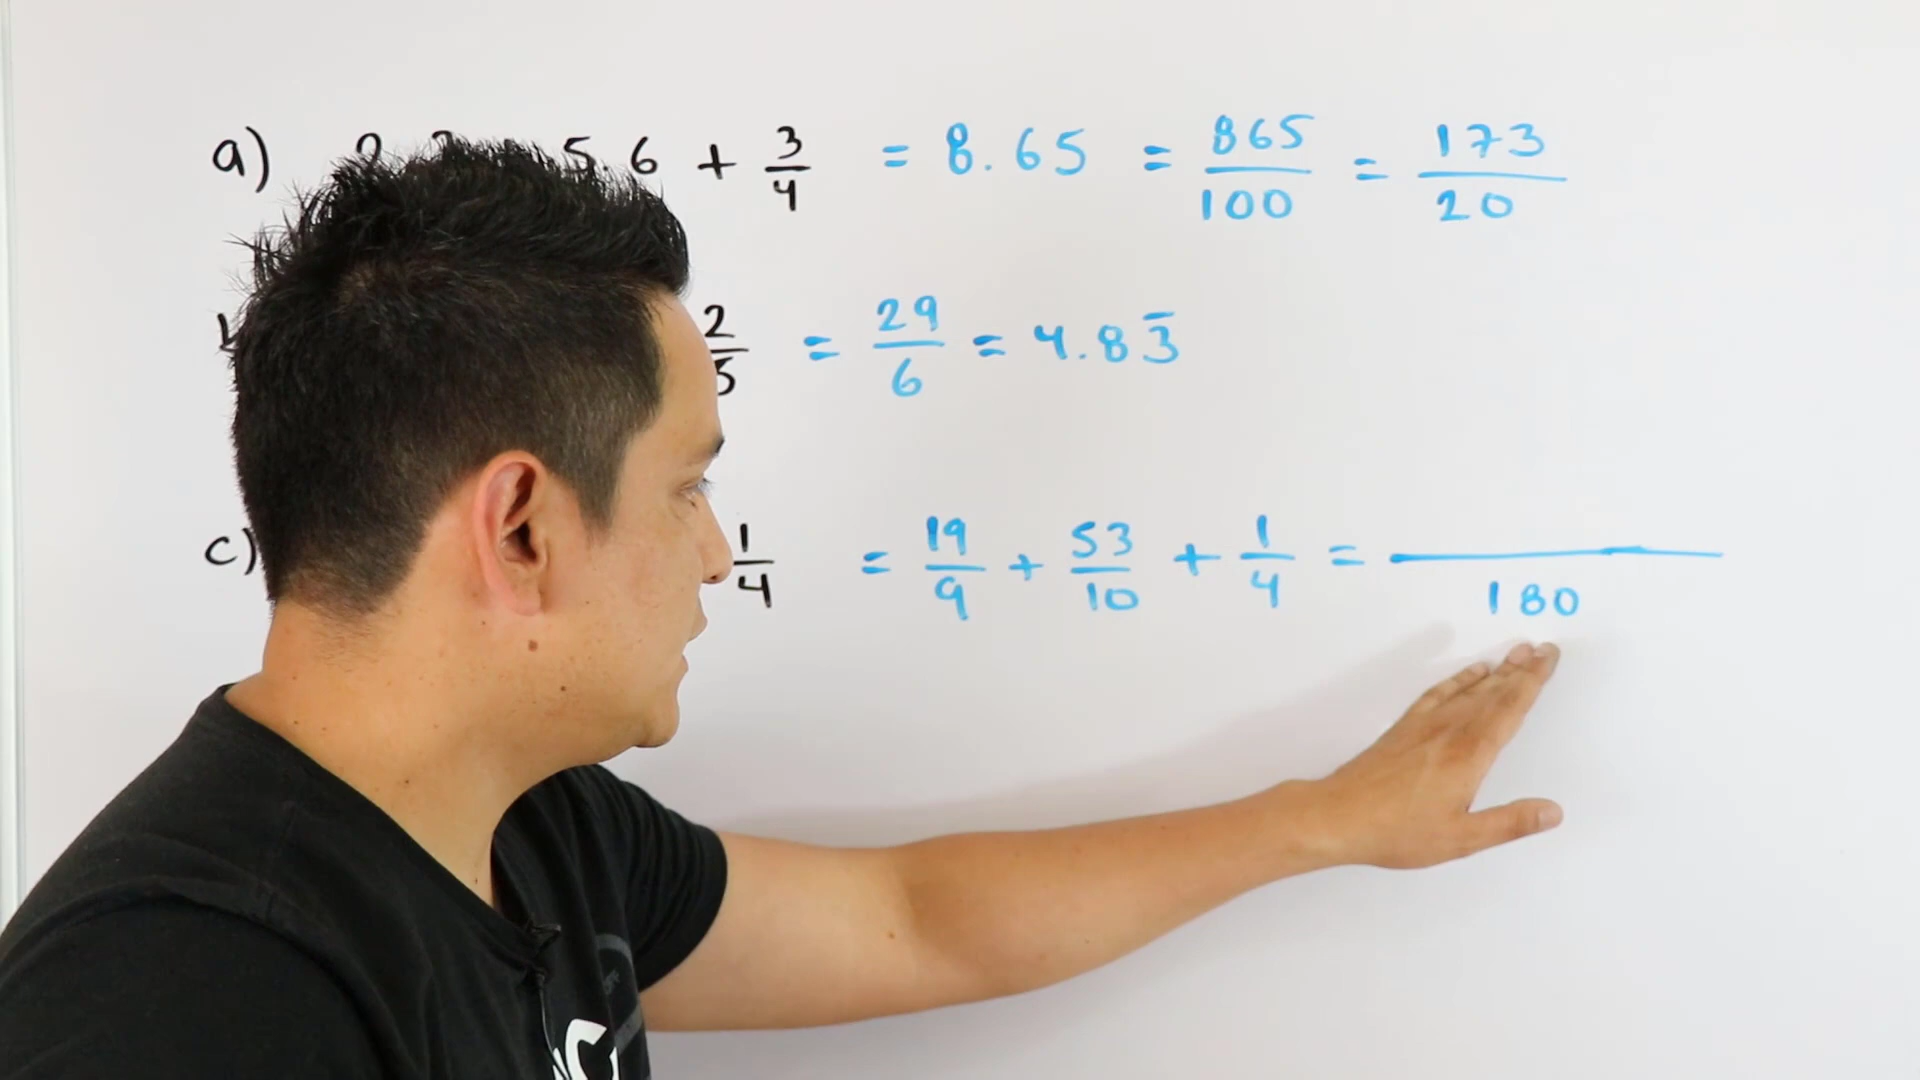 a) 5.6 + 3/4 = 8.65 = 865/100 = 173/20
2/3 = 29/6 = 4.83̅
c) 1/4 = 19/9 + 53/10 + 1/4 = /180